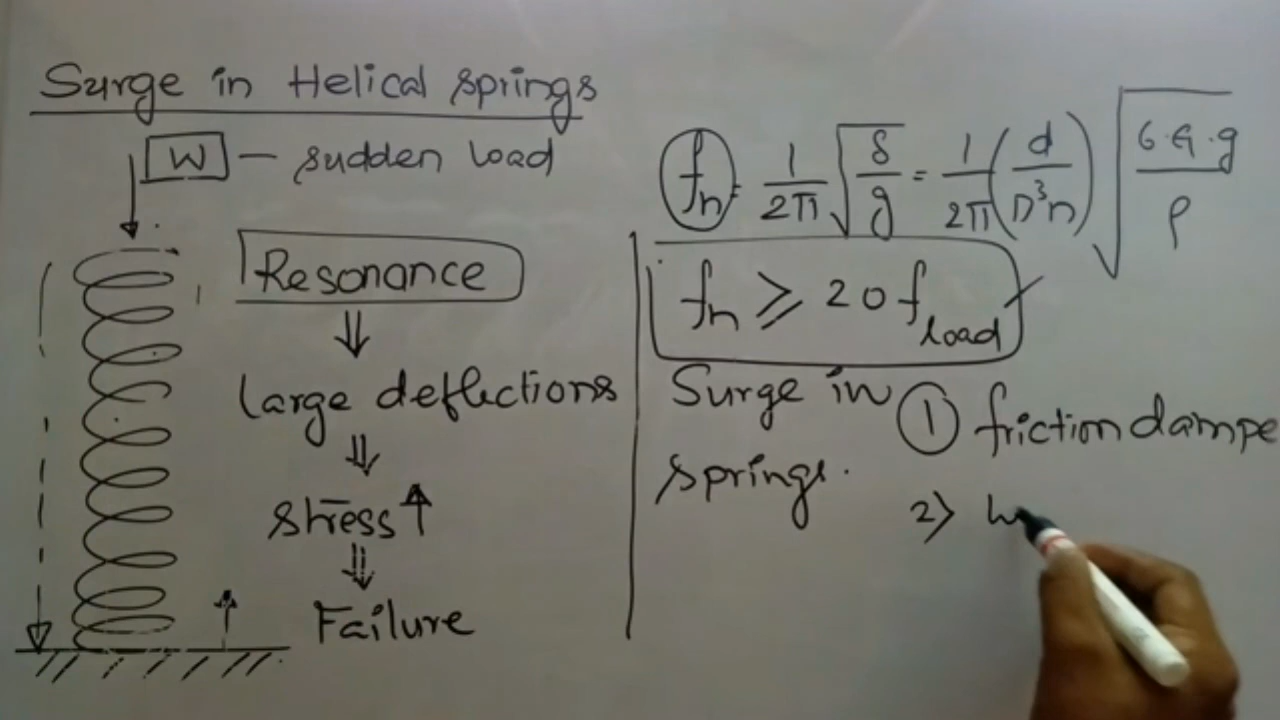 Surge in Helical springs
W — sudden load
Resonance
⇓
large deflections
⇓
stress ↑
⇓
Failure
fn = 1/2π √(δ/g) = 1/2π (d/D³n) √(6.G.g/ρ)
fn ⩾ 20 fload
Surge in
springs.
① friction dampe
2)